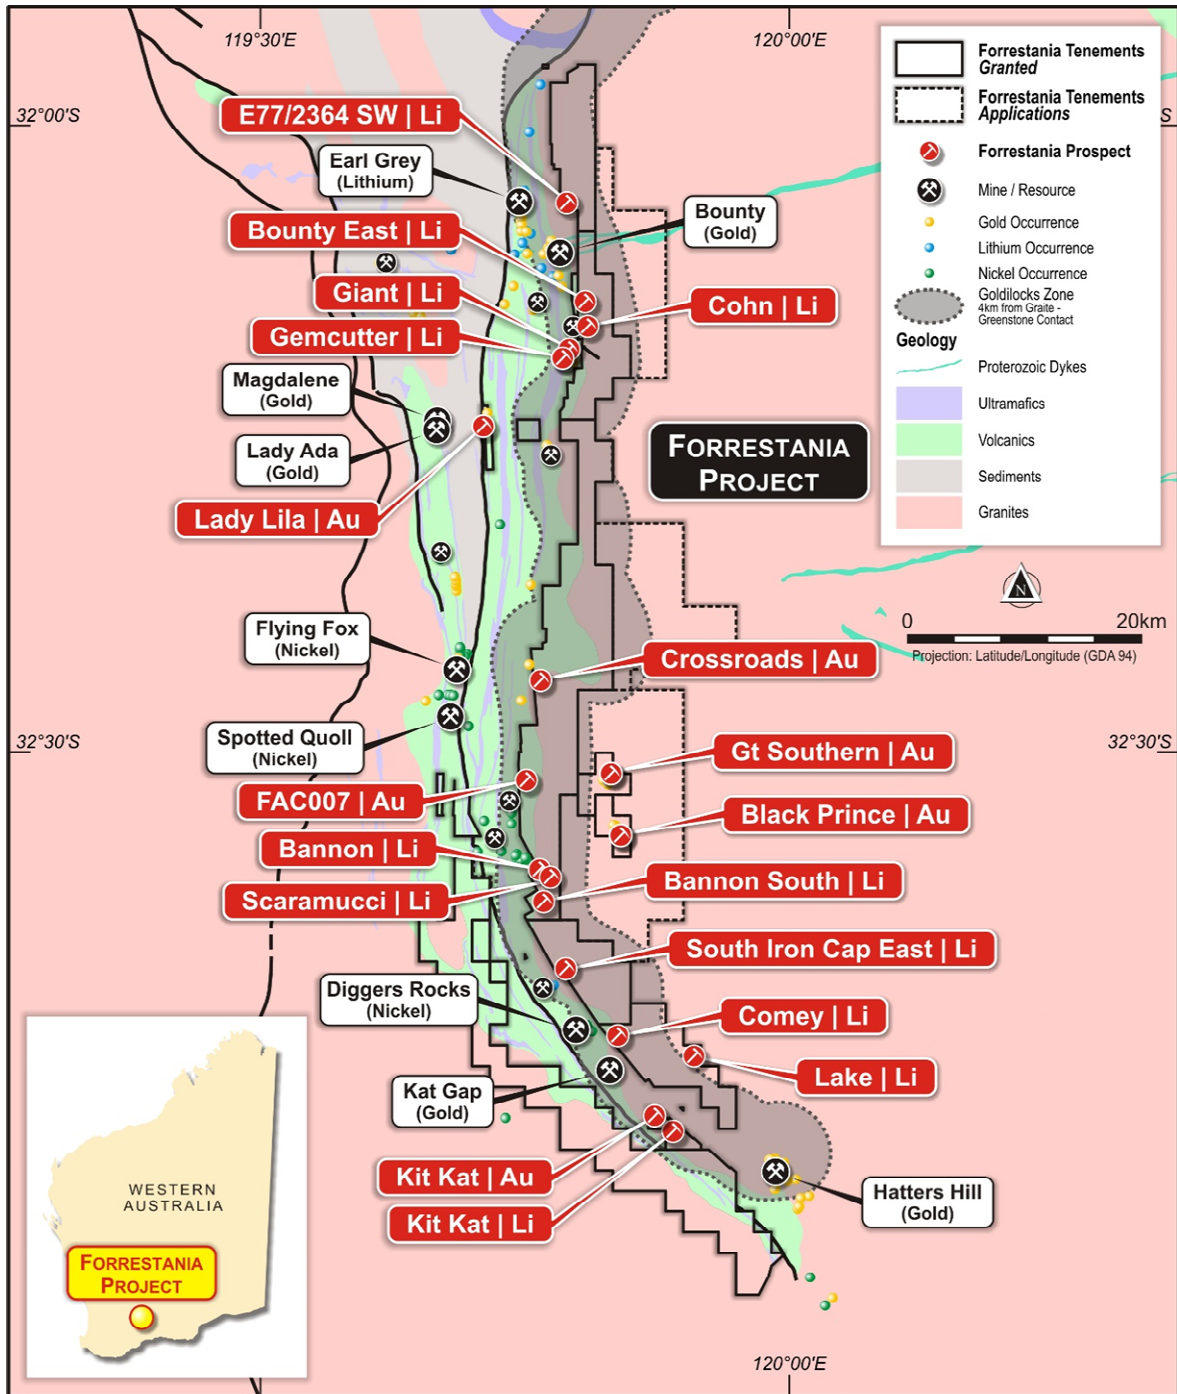 119°30'E
120°00'E
32°00'S
S
E77/2364 SW | Li
Earl Grey
(Lithium)
Bounty East | Li
Bounty
(Gold)
Giant | Li
Cohn | Li
Gemcutter | Li
Magdalene
(Gold)
Lady Ada
(Gold)
Lady Lila | Au
FORRESTANIA
PROJECT
Forrestania Tenements
Granted
Forrestania Tenements
Applications
Forrestania Prospect
Mine / Resource
Gold Occurrence
Lithium Occurrence
Nickel Occurrence
Goldilocks Zone
4km from Graite -
Greenstone Contact
Geology
Proterozoic Dykes
Ultramafics
Volcanics
Sediments
Granites
N
0
20km
Projection: Latitude/Longitude (GDA 94)
Flying Fox
(Nickel)
Crossroads | Au
Spotted Quoll
(Nickel)
32°30'S
32°30'S
Gt Southern | Au
FAC007 | Au
Black Prince | Au
Bannon | Li
Bannon South | Li
Scaramucci | Li
South Iron Cap East | Li
Diggers Rocks
(Nickel)
Comey | Li
Lake | Li
Kat Gap
(Gold)
Kit Kat | Au
Kit Kat | Li
Hatters Hill
(Gold)
WESTERN
AUSTRALIA
FORRESTANIA
PROJECT
120°00'E